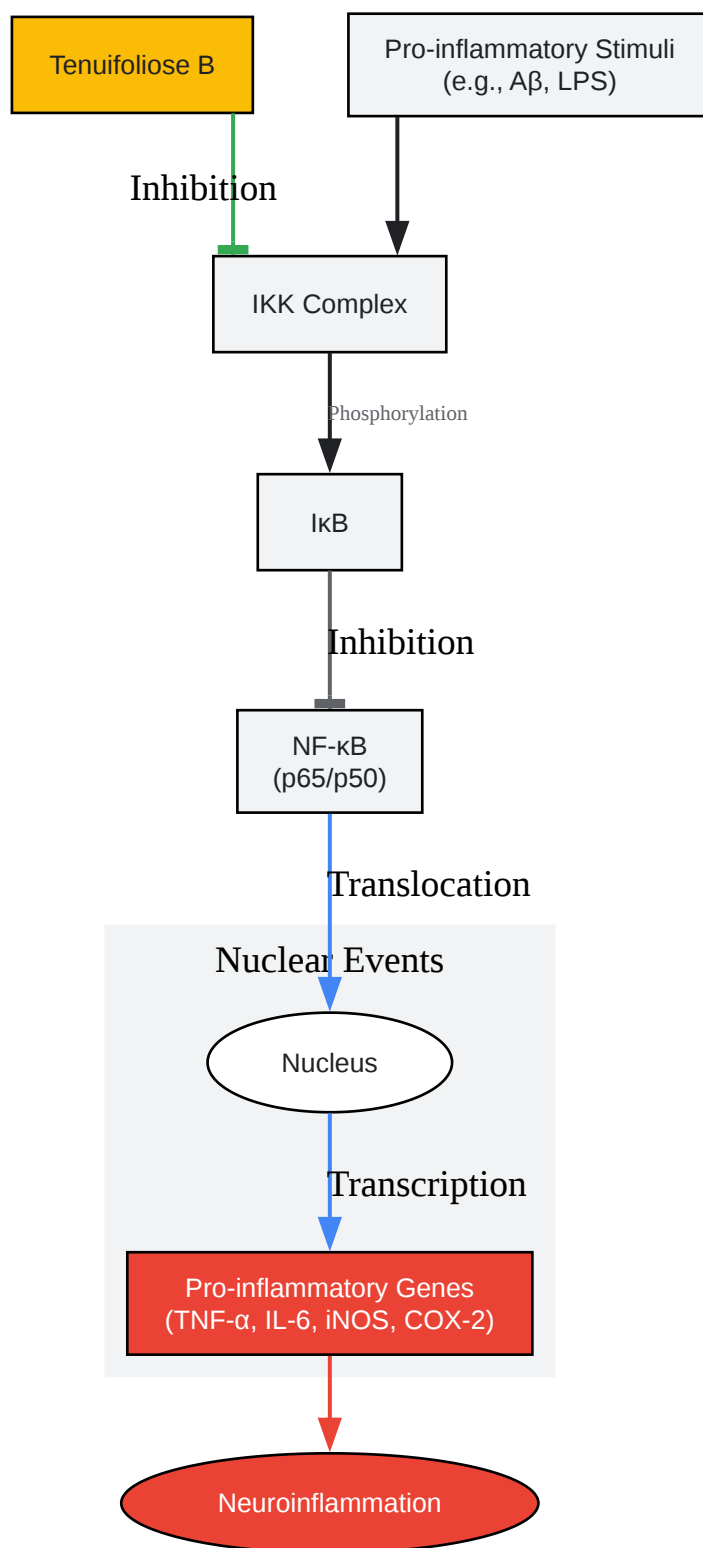 Tenuifoliose B
Pro-inflammatory Stimuli
(e.g., Aβ, LPS)
Inhibition
IKK Complex
Phosphorylation
IκB
Inhibition
NF-κB
(p65/p50)
Translocation
Nuclear Events
Nucleus
Transcription
Pro-inflammatory Genes
(TNF-α, IL-6, iNOS, COX-2)
Neuroinflammation